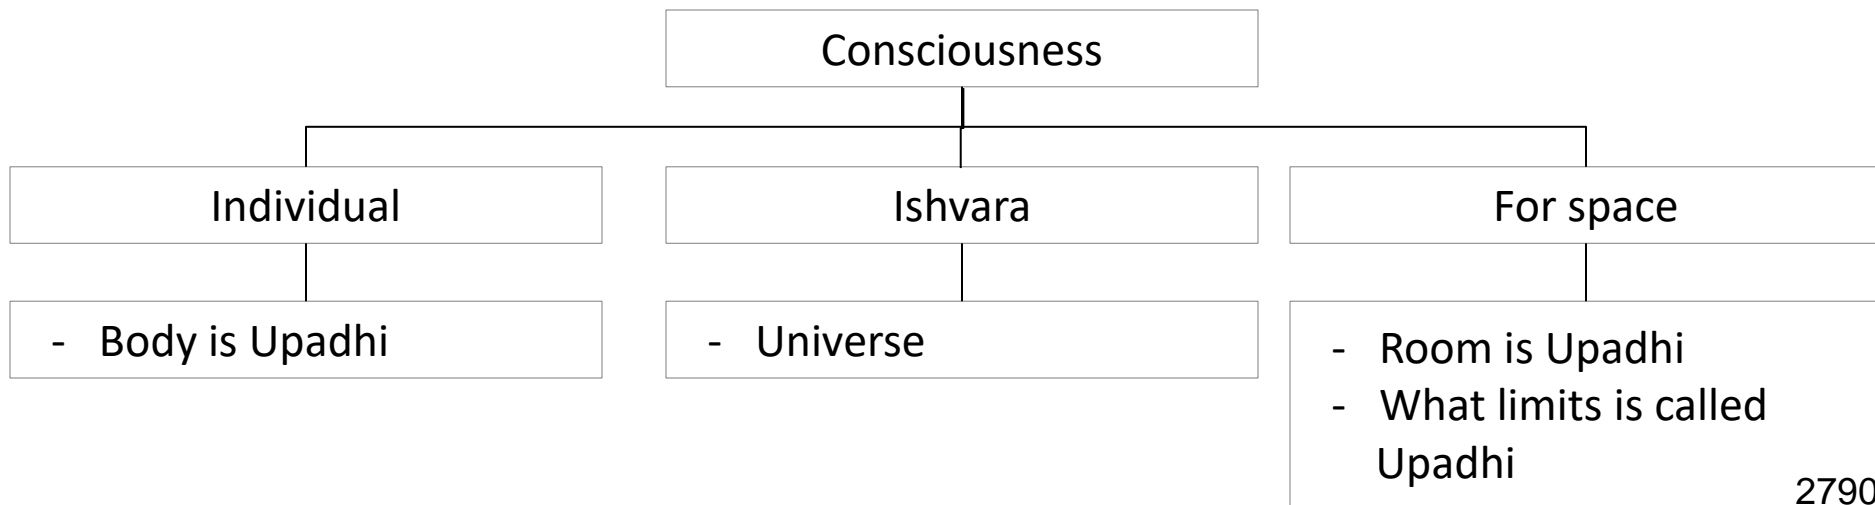 Consciousness
Individual
Ishvara
For space
- Body is Upadhi
- Universe
- Room is Upadhi
- What limits is called
Upadhi
2790